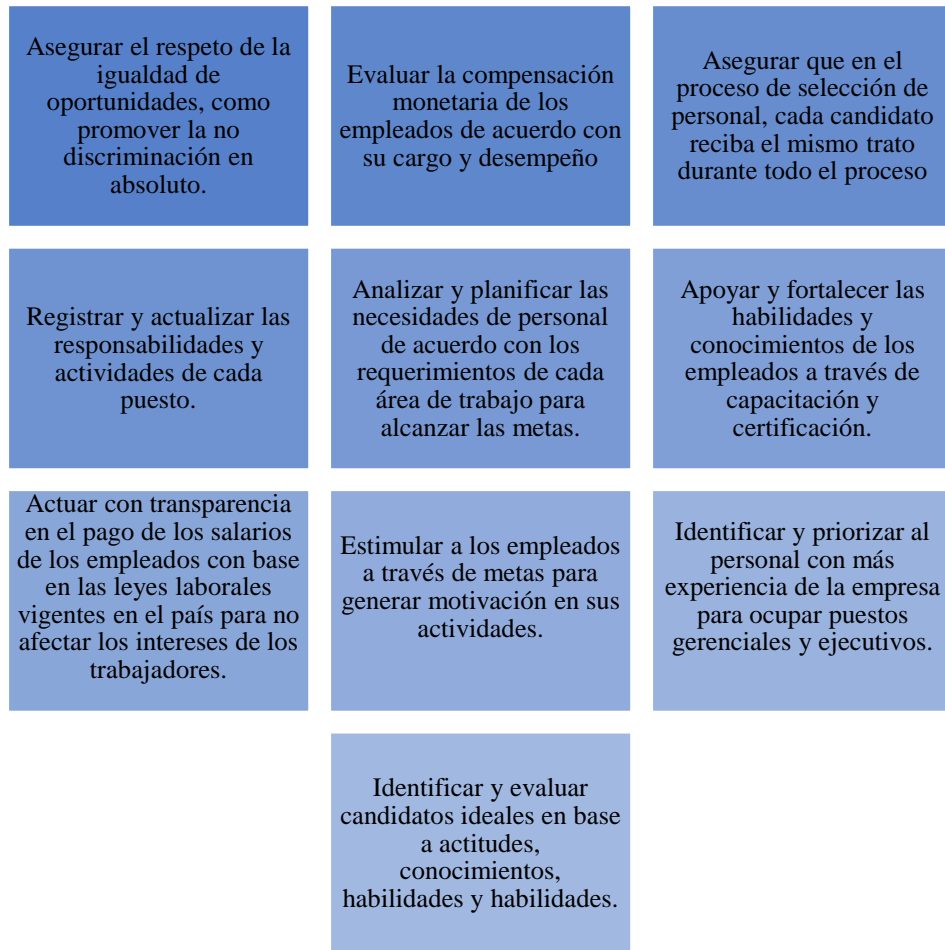 Asegurar el respeto de la
igualdad de
oportunidades, como
promover la no
discriminación en
absoluto.
Evaluar la compensación
monetaria de los
empleados de acuerdo con
su cargo y desempeño
Asegurar que en el
proceso de selección de
personal, cada candidato
reciba el mismo trato
durante todo el proceso
Registrar y actualizar las
responsabilidades y
actividades de cada
puesto.
Analizar y planificar las
necesidades de personal
de acuerdo con los
requerimientos de cada
área de trabajo para
alcanzar las metas.
Apoyar y fortalecer las
habilidades y
conocimientos de los
empleados a través de
capacitación y
certificación.
Actuar con transparencia
en el pago de los salarios
de los empleados con base
en las leyes laborales
vigentes en el país para no
afectar los intereses de los
trabajadores.
Estimular a los empleados
a través de metas para
generar motivación en sus
actividades.
Identificar y priorizar al
personal con más
experiencia de la empresa
para ocupar puestos
gerenciales y ejecutivos.
Identificar y evaluar
candidatos ideales en base
a actitudes,
conocimientos,
habilidades y habilidades.